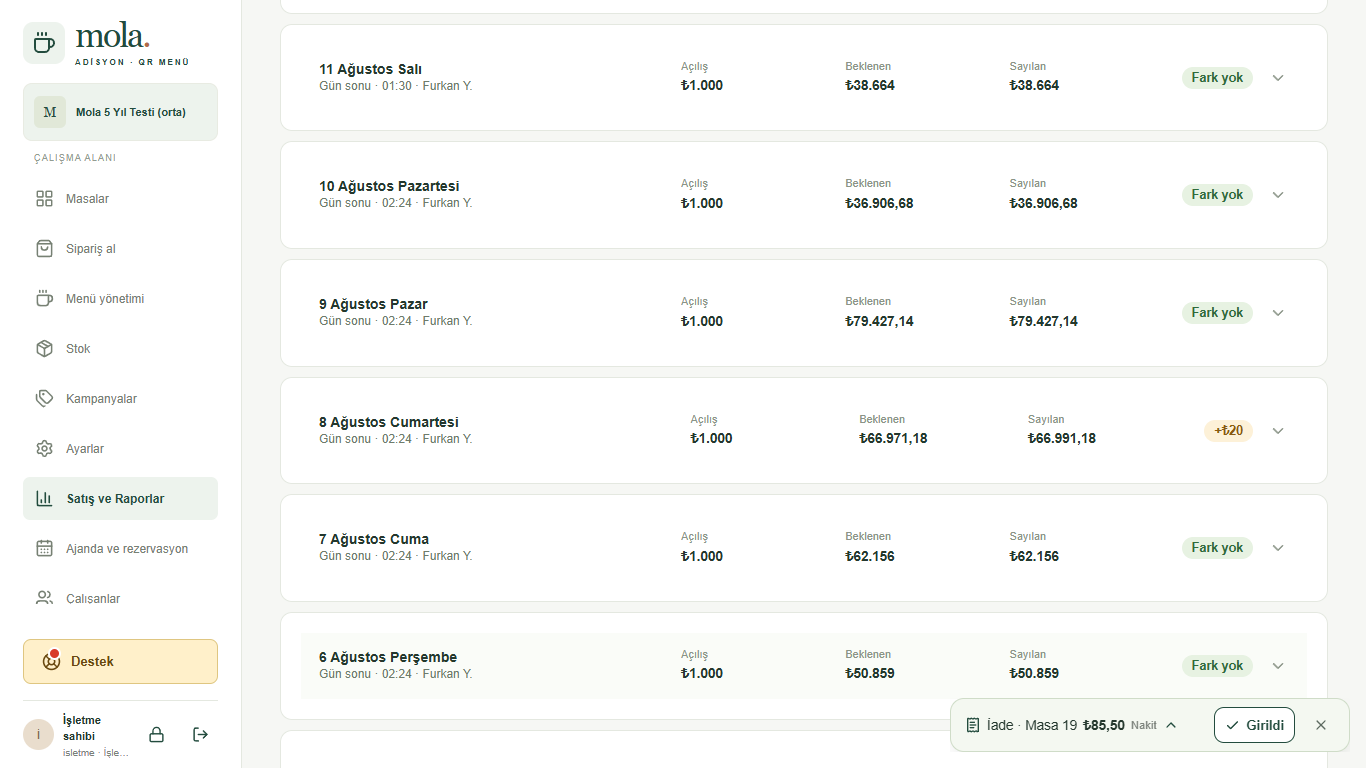 mola.
ADİSYON · QR MENÜ
M
Mola 5 Yıl Testi (orta)
ÇALIŞMA ALANI
Masalar
Sipariş al
Menü yönetimi
Stok
Kampanyalar
Ayarlar
Satış ve Raporlar
Ajanda ve rezervasyon
Çalışanlar
Destek
i
İşletme sahibi
isletme · İşle...
11 Ağustos Salı
Gün sonu · 01:30 · Furkan Y.
Açılış
₺1.000
Beklenen
₺38.664
Sayılan
₺38.664
Fark yok
10 Ağustos Pazartesi
Gün sonu · 02:24 · Furkan Y.
Açılış
₺1.000
Beklenen
₺36.906,68
Sayılan
₺36.906,68
Fark yok
9 Ağustos Pazar
Gün sonu · 02:24 · Furkan Y.
Açılış
₺1.000
Beklenen
₺79.427,14
Sayılan
₺79.427,14
Fark yok
8 Ağustos Cumartesi
Gün sonu · 02:24 · Furkan Y.
Açılış
₺1.000
Beklenen
₺66.971,18
Sayılan
₺66.991,18
+₺20
7 Ağustos Cuma
Gün sonu · 02:24 · Furkan Y.
Açılış
₺1.000
Beklenen
₺62.156
Sayılan
₺62.156
Fark yok
6 Ağustos Perşembe
Gün sonu · 02:24 · Furkan Y.
Açılış
₺1.000
Beklenen
₺50.859
Sayılan
₺50.859
Fark yok
İade · Masa 19 ₺85,50 Nakit
Girildi